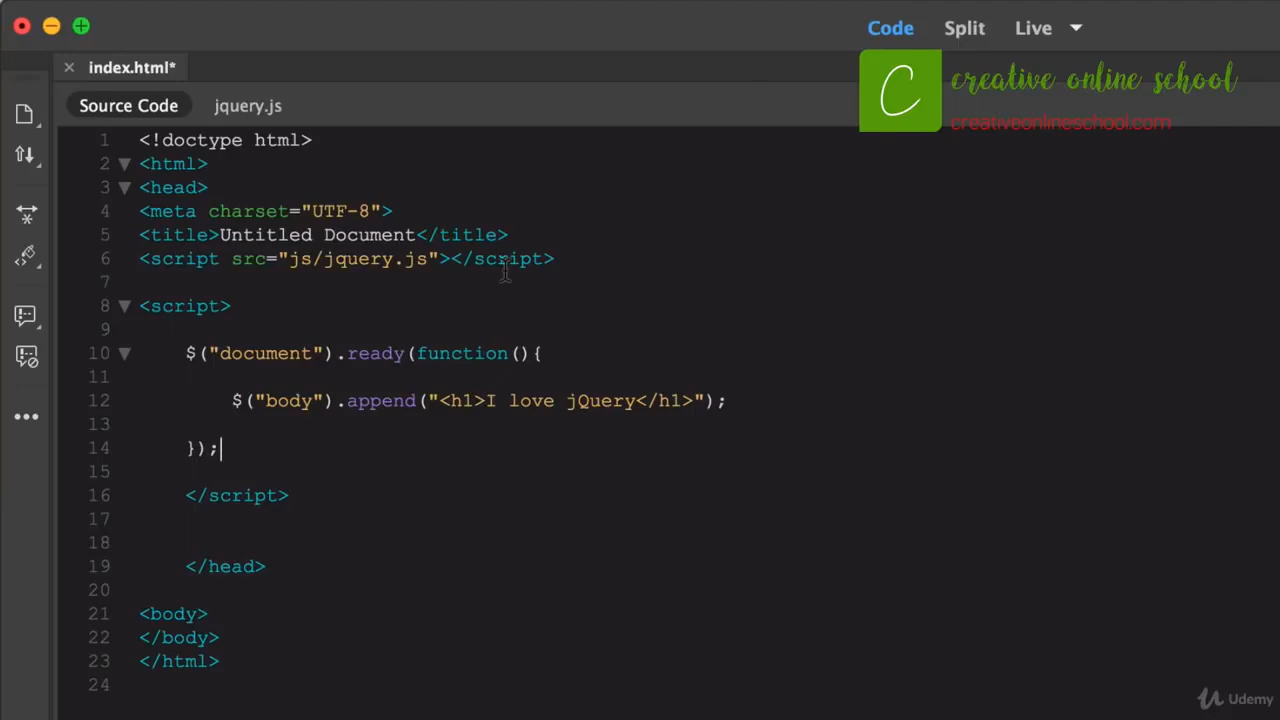 Code Split Live
index.html*
creative online school
C
creativeonlineschool.com
Source Code jquery.js
1 <!doctype html>
2 <html>
3 <head>
4 <meta charset="UTF-8">
5 <title>Untitled Document</title>
6 <script src="js/jquery.js"></script>
7
8 <script>
9
10 $("document").ready(function(){
11
12 $("body").append("<h1>I love jQuery</h1>");
13
14 });
15
16 </script>
17
18
19 </head>
20
21 <body>
22 </body>
23 </html>
24
Udemy